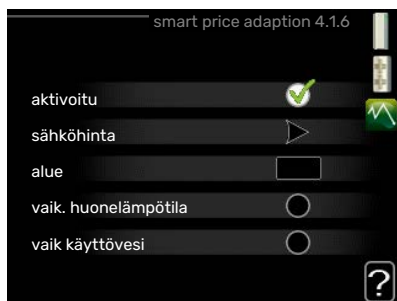 smart price adaption 4.1.6
aktivoitu
sähköhinta
alue
vaik. huonelämpötila
vaik käyttövesi
?